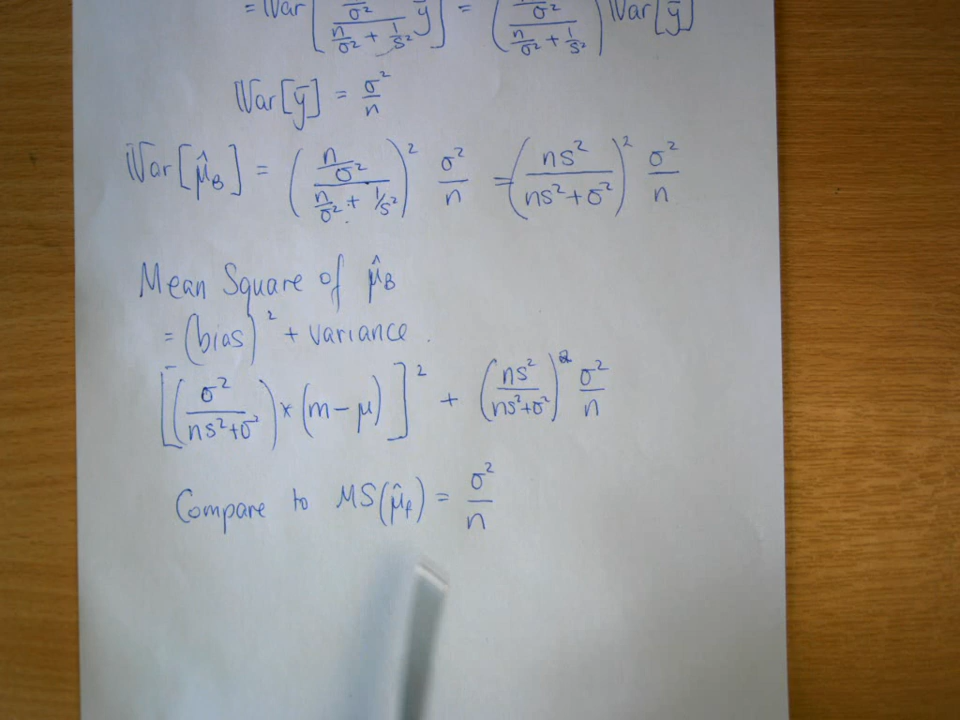 = Var[ (n/σ²)/(n/σ² + 1/s²) ȳ ] = ( (n/σ²)/(n/σ² + 1/s²) ) Var[ȳ]
Var[ȳ] = σ²/n
Var[μ̂_B] = ( (n/σ²)/(n/σ² + 1/s²) )² σ²/n = ( ns²/(ns²+σ²) )² σ²/n
Mean Square of μ̂_B
= (bias)² + variance.
[ ( σ²/(ns²+σ²) ) × (m − μ) ]² + ( ns²/(ns²+σ²) )² σ²/n
Compare to MS(μ̂_f) = σ²/n